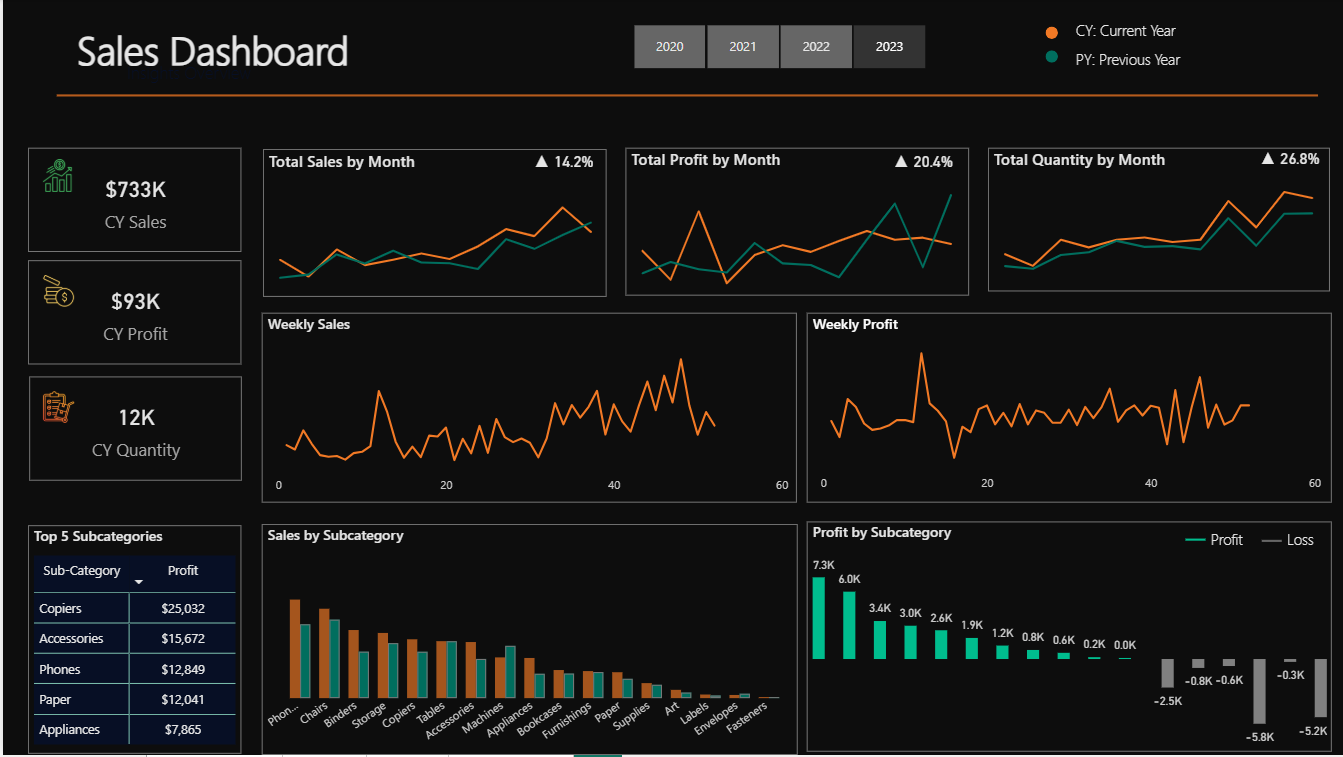 Sales Dashboard
2020 2021 2022 2023
CY: Current Year
PY: Previous Year
$733K
CY Sales
$93K
CY Profit
12K
CY Quantity
Total Sales by Month ▲ 14.2%
Total Profit by Month ▲ 20.4%
Total Quantity by Month ▲ 26.8%
Weekly Sales
0 20 40 60
Weekly Profit
0 20 40 60
Top 5 Subcategories
Sub-Category Profit
Copiers $25,032
Accessories $15,672
Phones $12,849
Paper $12,041
Appliances $7,865
Sales by Subcategory
Phon... Chairs Binders Storage Copiers Tables Accessories Machines Appliances Bookcases Furnishings Paper Supplies Art Labels Envelopes Fasteners
Profit by Subcategory
Profit Loss
7.3K 6.0K 3.4K 3.0K 2.6K 1.9K 1.2K 0.8K 0.6K 0.2K 0.0K
-2.5K -0.8K -0.6K -5.8K -0.3K -5.2K